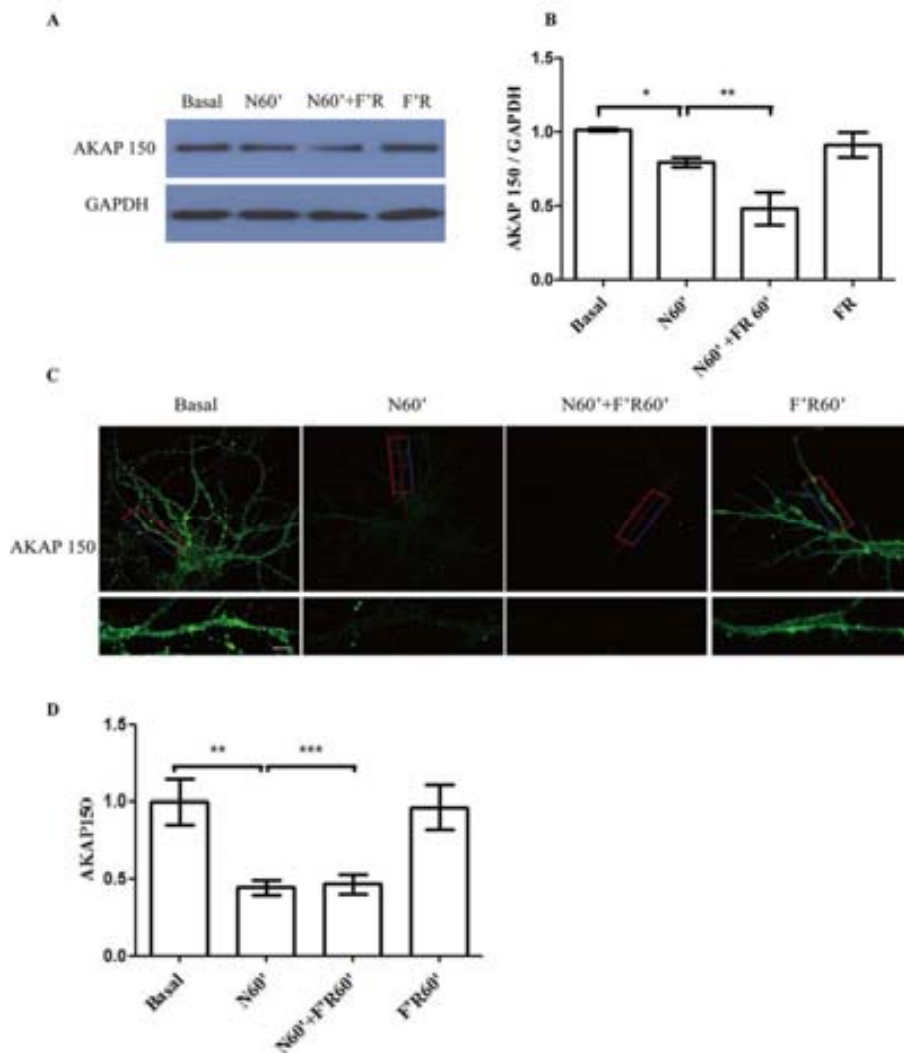 A
Basal N60’ N60’+F’R F’R
AKAP 150
GAPDH
B
1.5
1.0
0.5
0.0
AKAP 150 / GAPDH
* **
Basal
N60’
N60’+FR 60’
FR
C
Basal N60’ N60’+F’R60’ F’R60’
AKAP 150
D
1.5
1.0
0.5
0.0
AKAP150
** ***
Basal
N60’
N60’+F’R60’
F’R60’